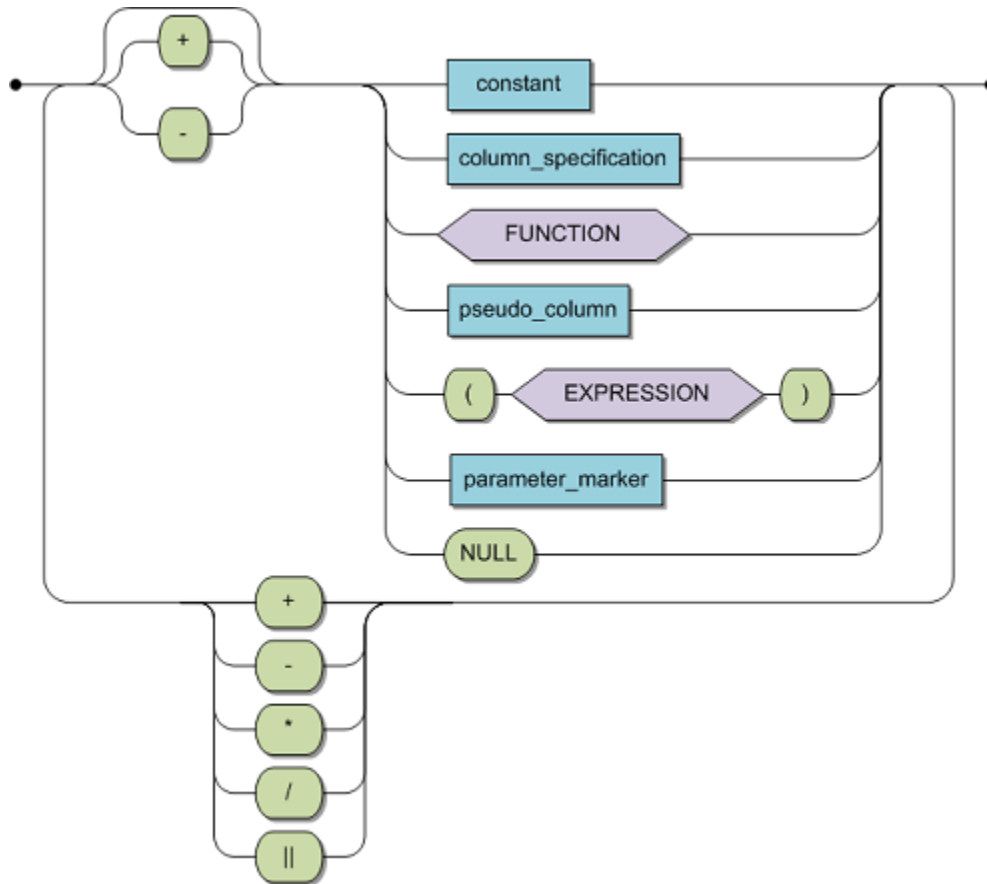 +
-
constant
column_specification
FUNCTION
pseudo_column
( EXPRESSION )
parameter_marker
NULL
+
-
*
/
||